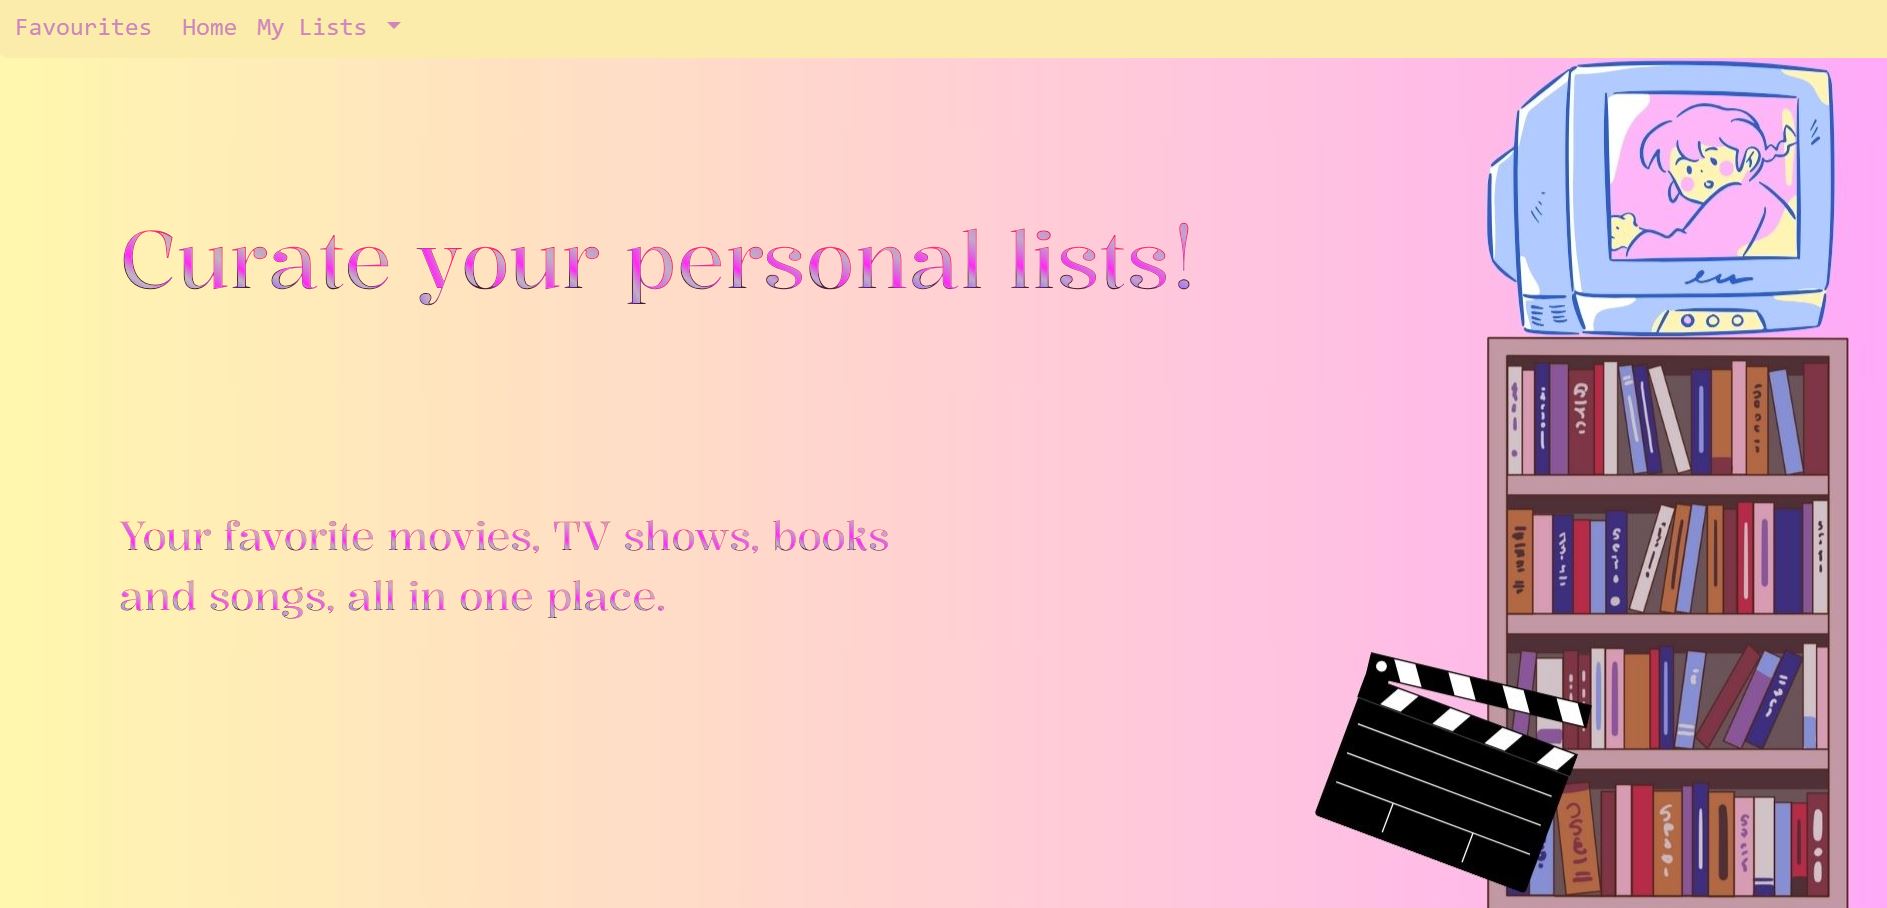 Favourites Home My Lists
Curate your personal lists!
Your favorite movies, TV shows, books
and songs, all in one place.